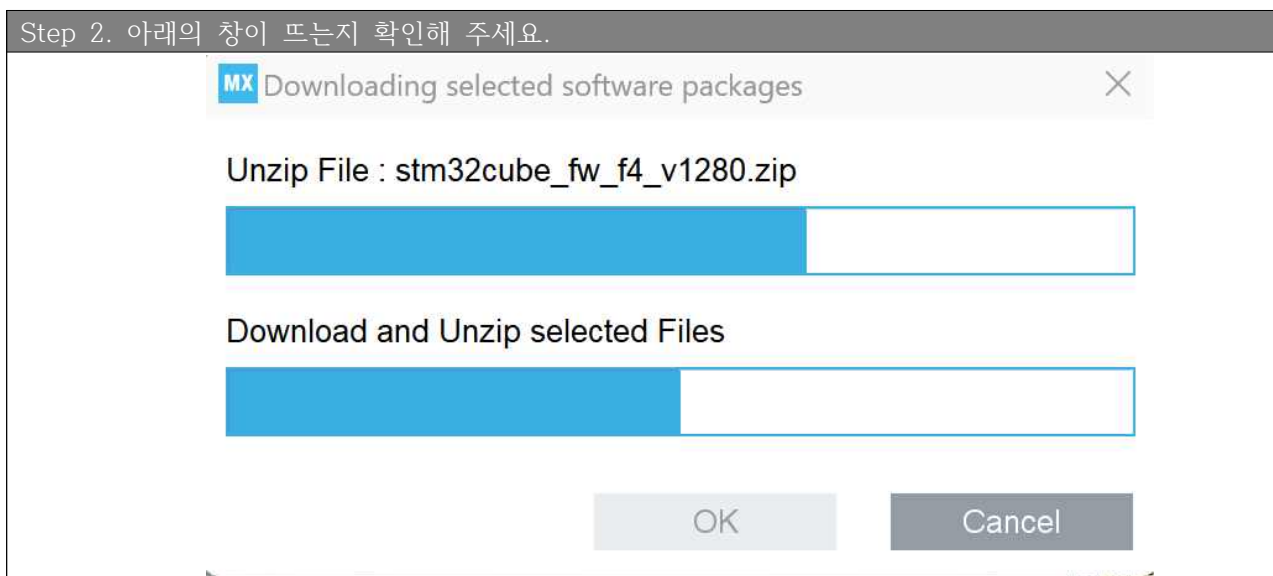 Step 2. 아래의 창이 뜨는지 확인해 주세요.
MX Downloading selected software packages
Unzip File : stm32cube_fw_f4_v1280.zip
Download and Unzip selected Files
OK Cancel